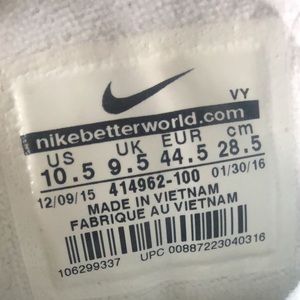 VY
nikebetterworld.com
US UK EUR cm
10.5 9.5 44.5 28.5
12/09/15 414962-100 01/30/16
MADE IN VIETNAM
FABRIQUE AU VIETNAM
106299337 UPC 00887223040316